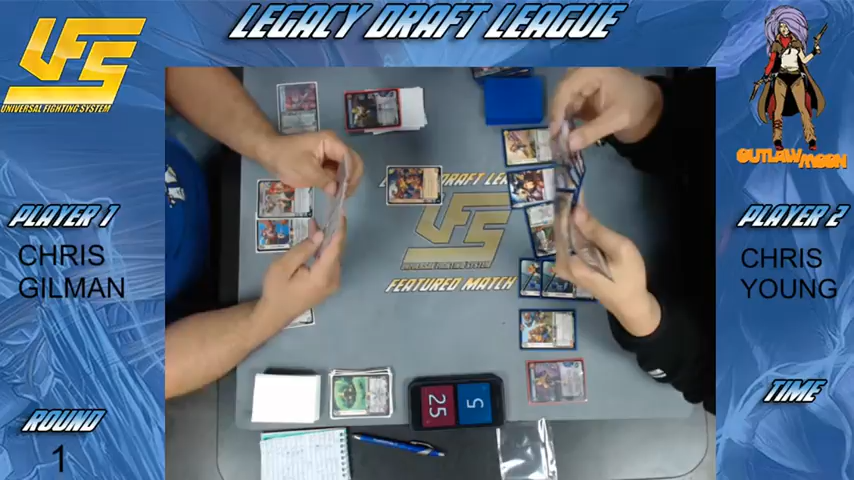 LEGACY DRAFT LEAGUE
UFS
UNIVERSAL FIGHTING SYSTEM
OUTLAW MOON
PLAYER 1
CHRIS
GILMAN
PLAYER 2
CHRIS
YOUNG
DRAFT
UFS
FEATURED MATCH
25
5
TIME
ROUND
1